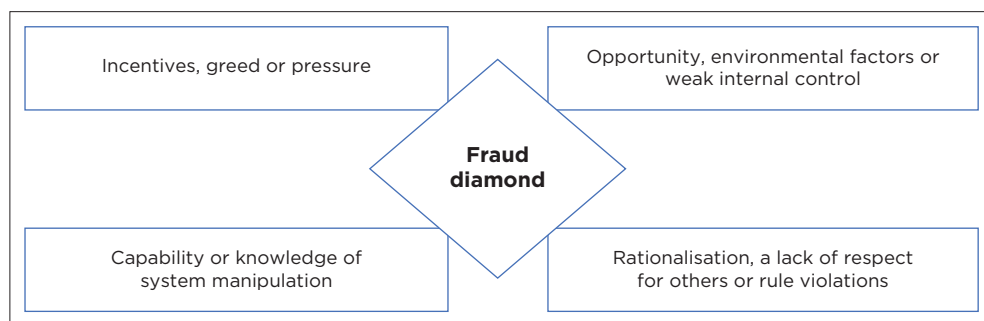 Incentives, greed or pressure
Opportunity, environmental factors or
weak internal control
Fraud
diamond
Capability or knowledge of
system manipulation
Rationalisation, a lack of respect
for others or rule violations